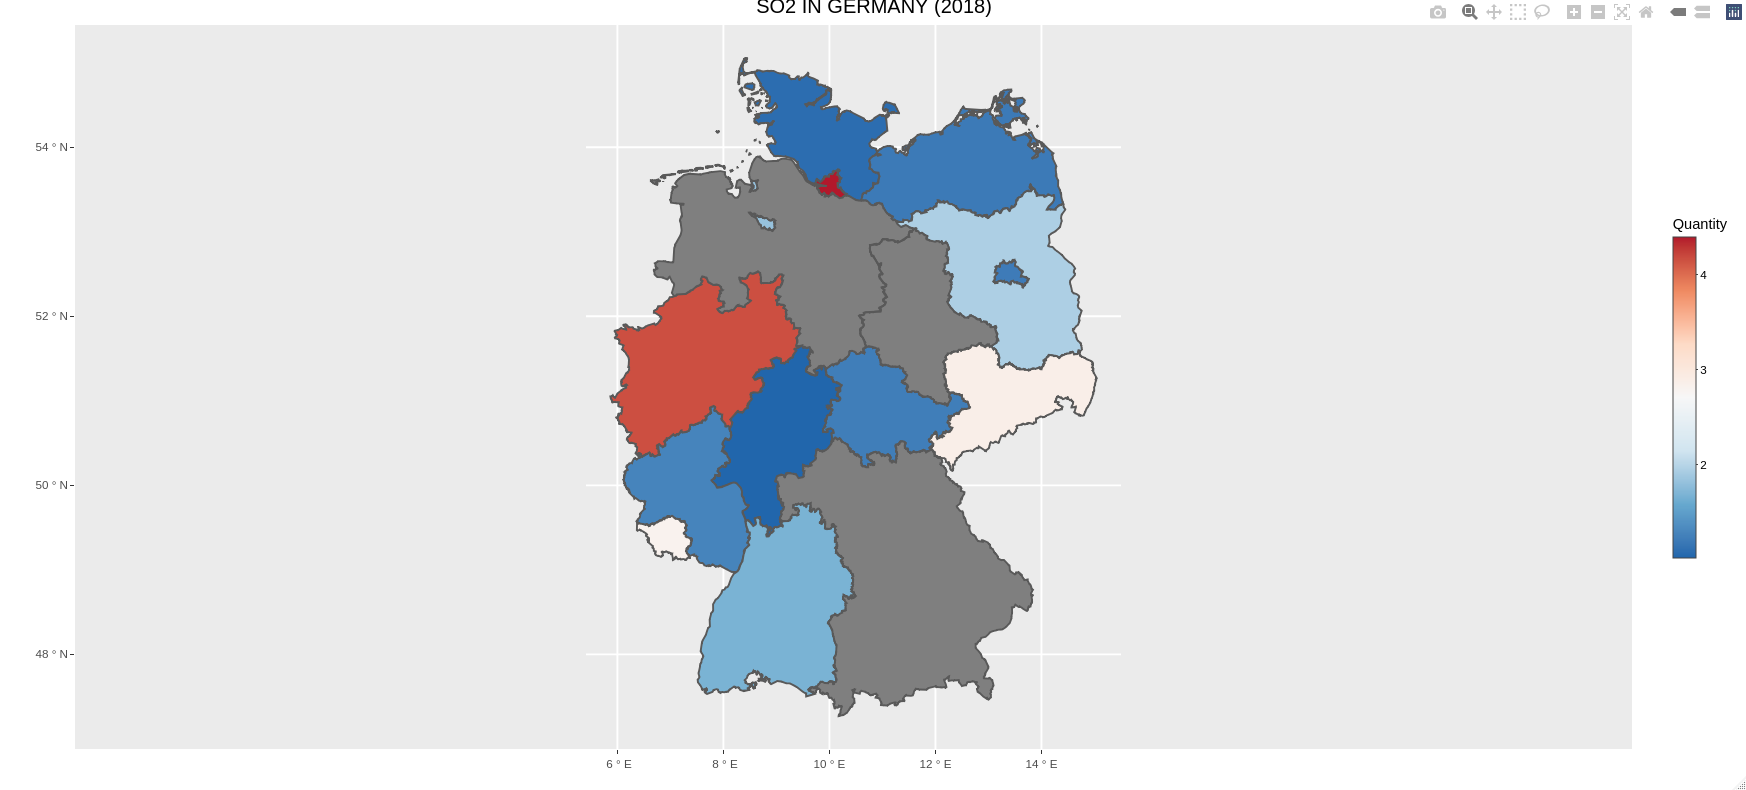 SO2 IN GERMANY (2018)
Quantity
4
3
2
54 ° N
52 ° N
50 ° N
48 ° N
6 ° E
8 ° E
10 ° E
12 ° E
14 ° E